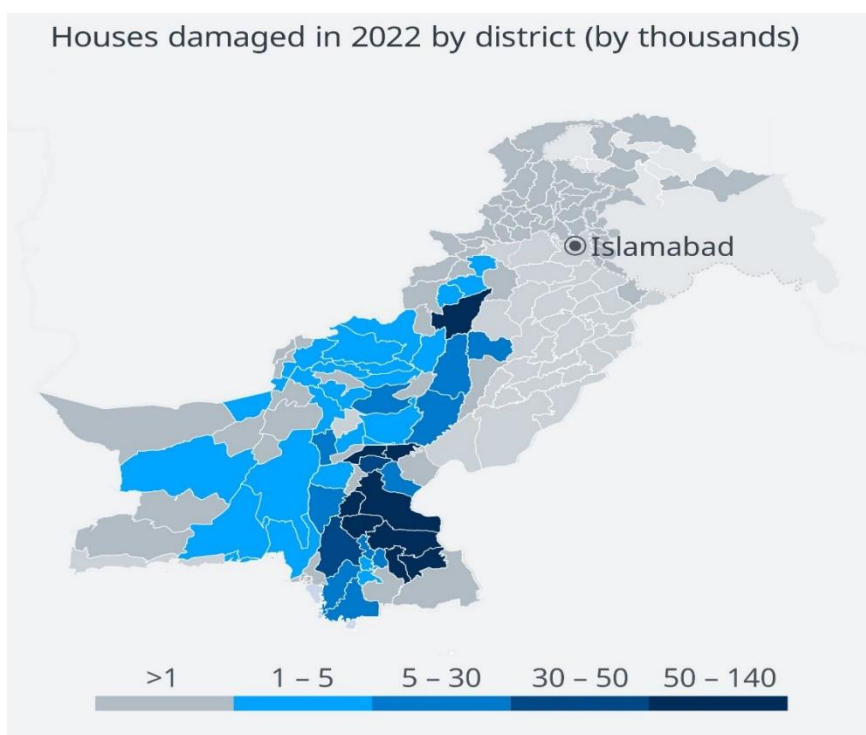 Houses damaged in 2022 by district (by thousands)
Islamabad
>1 1 – 5 5 – 30 30 – 50 50 – 140